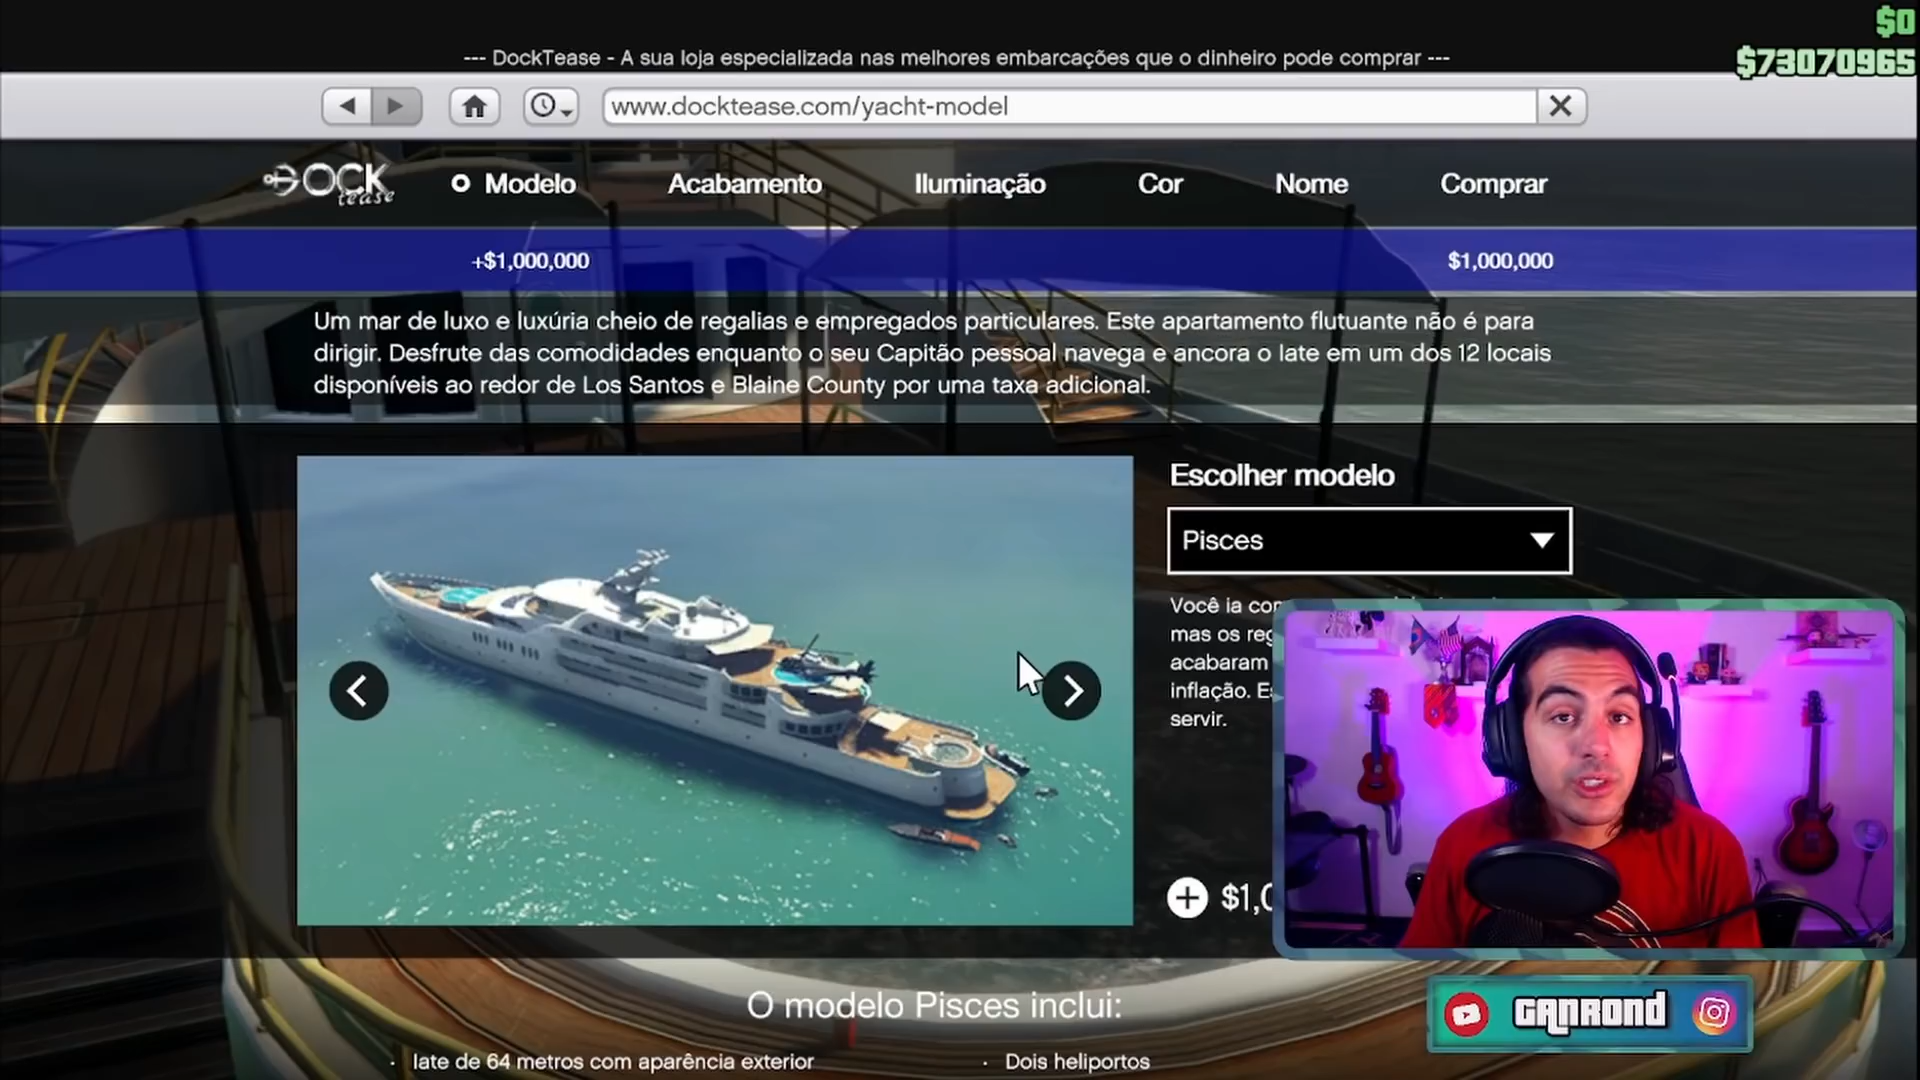 $0
--- DockTease - A sua loja especializada nas melhores embarcações que o dinheiro pode comprar ---
$73070965
www.docktease.com/yacht-model
DOCK
tease
Modelo
Acabamento
Iluminação
Cor
Nome
Comprar
+$1,000,000
$1,000,000
Um mar de luxo e luxúria cheio de regalias e empregados particulares. Este apartamento flutuante não é para
dirigir. Desfrute das comodidades enquanto o seu Capitão pessoal navega e ancora o Iate em um dos 12 locais
disponíveis ao redor de Los Santos e Blaine County por uma taxa adicional.
Escolher modelo
Pisces
Você ia
mas os
acabaram
inflação.
servir.
O modelo Pisces inclui:
GANROND
· Iate de 64 metros com aparência exterior
· Dois heliportos